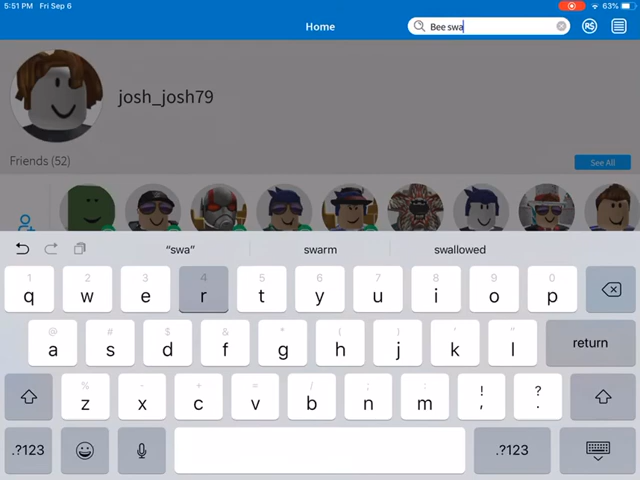 5:51 PM Fri Sep 6 63%
Home Bee swa R$
josh_josh79
Friends (52) See All
"swa" swarm swallowed
1 2 3 4 5 6 7 8 9 0
q w e r t y u i o p
@ # $ & * ( ) ' "
a s d f g h j k l return
% - + = / ; : ! ?
z x c v b n m , .
.?123 .?123